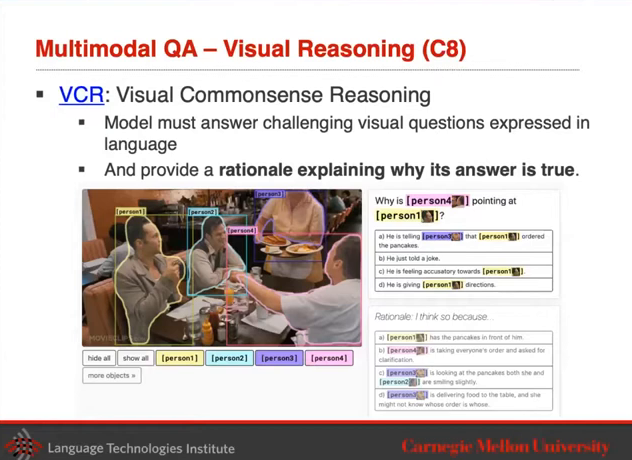 Multimodal QA – Visual Reasoning (C8)
▪ VCR: Visual Commonsense Reasoning
▪ Model must answer challenging visual questions expressed in
language
▪ And provide a rationale explaining why its answer is true.
[person1]
[person2]
[person3]
[person4]
MOVIECLIPS
hide all
show all
[person1]
[person2]
[person3]
[person4]
more objects »
Why is [person4] pointing at
[person1]?
a) He is telling [person3] that [person1] ordered
the pancakes.
b) He just told a joke.
c) He is feeling accusatory towards [person1].
d) He is giving [person1] directions.
Rationale: I think so because...
a) [person1] has the pancakes in front of him.
b) [person4] is taking everyone's order and asked for
clarification.
c) [person3] is looking at the pancakes both she and
[person2] are smiling slightly.
d) [person3] is delivering food to the table, and she
might not know whose order is whose.
Language Technologies Institute
Carnegie Mellon University